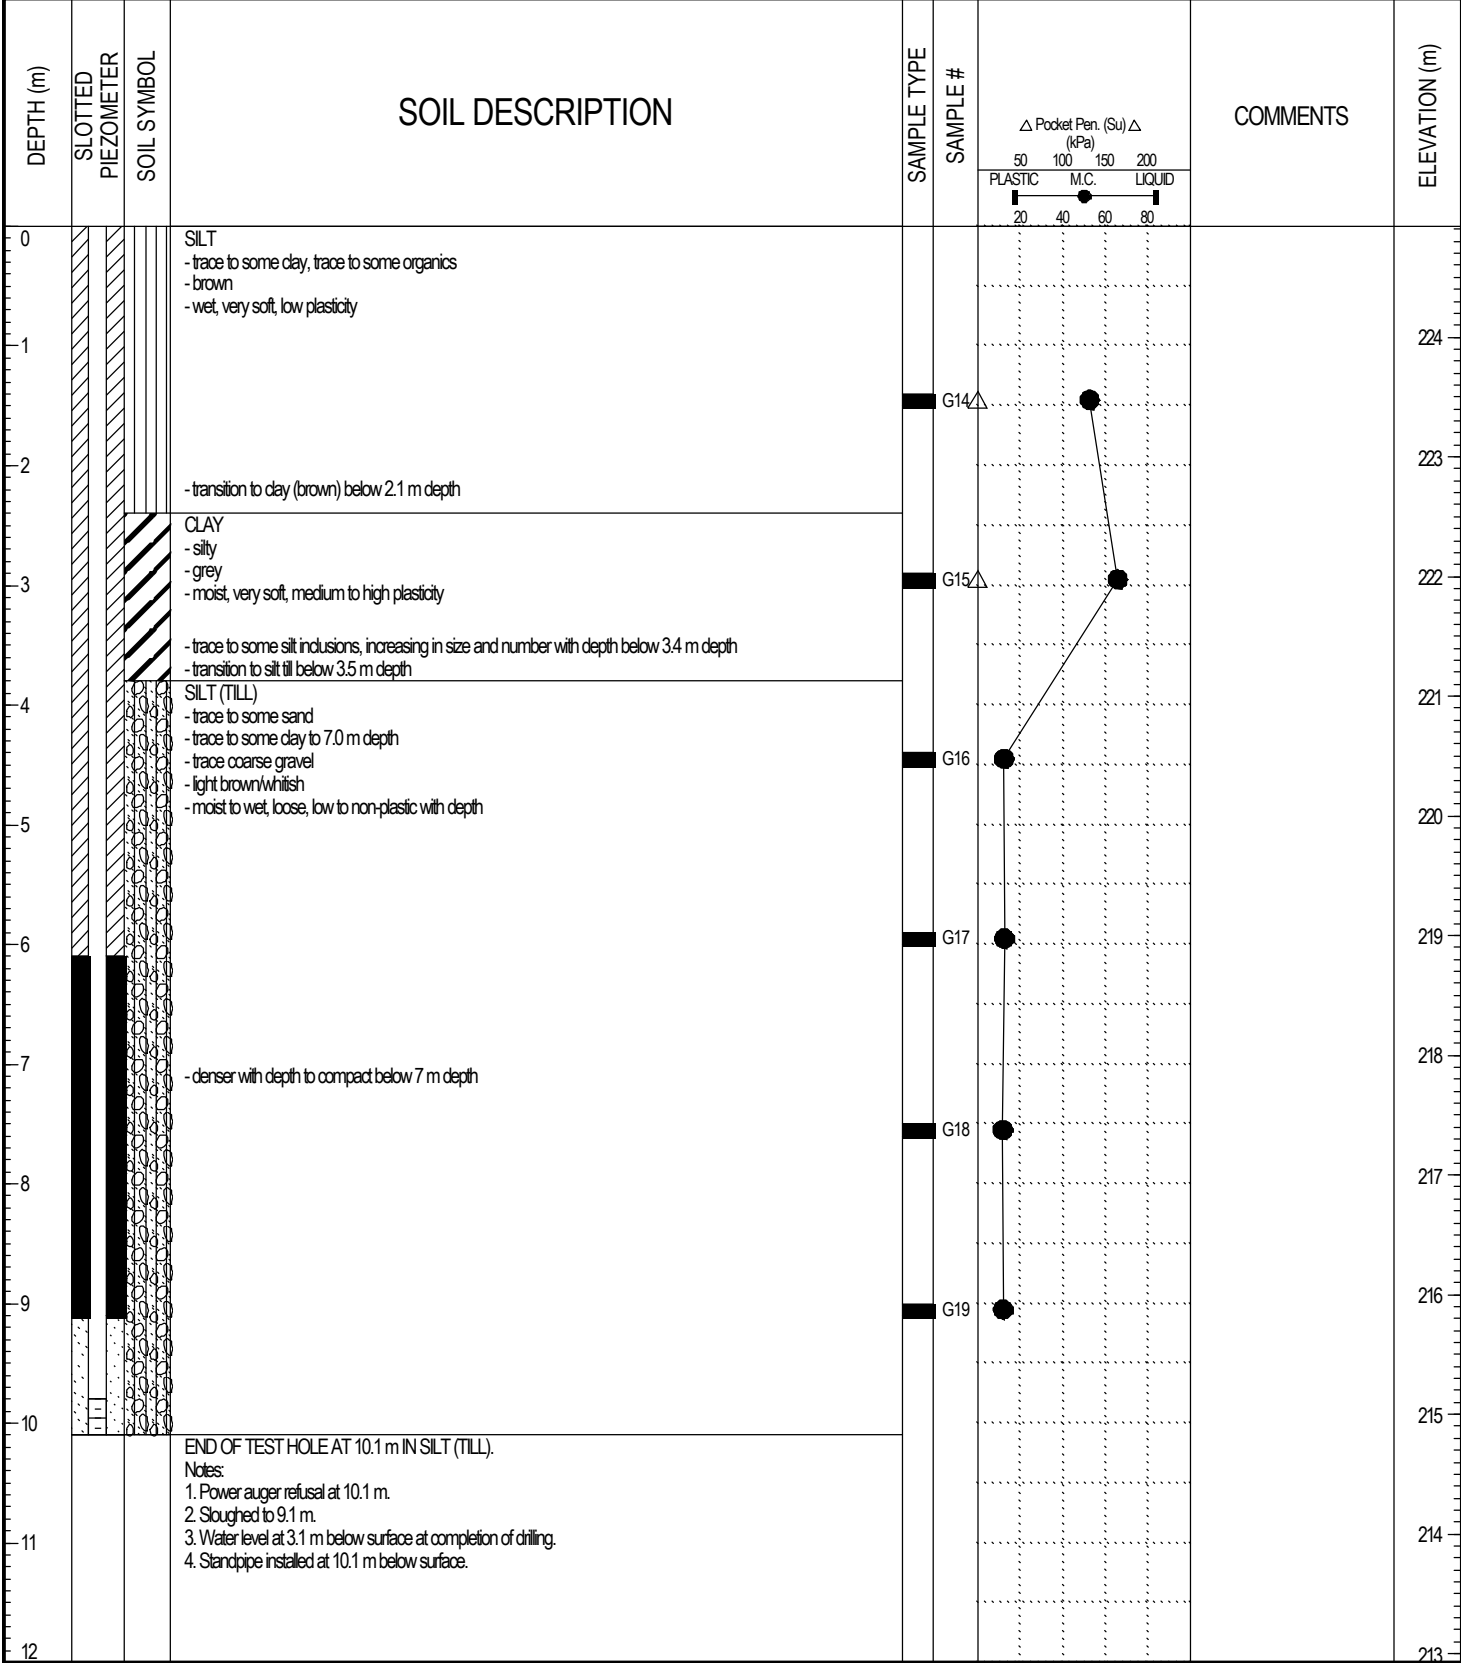 DEPTH (m)
SLOTTED
PIEZOMETER
SOIL SYMBOL
SOIL DESCRIPTION
SAMPLE TYPE
SAMPLE #
△ Pocket Pen. (Su) △
(kPa)
50 100 150 200
PLASTIC M.C. LIQUID
20 40 60 80
COMMENTS
ELEVATION (m)
0
SILT
- trace to some clay, trace to some organics
- brown
- wet, very soft, low plasticity
224
1
G14
223
2
- transition to clay (brown) below 2.1 m depth
CLAY
- silty
- grey
- moist, very soft, medium to high plasticity
G15
222
3
- trace to some silt inclusions, increasing in size and number with depth below 3.4 m depth
- transition to silt till below 3.5 m depth
SILT (TILL)
221
4
- trace to some sand
- trace to some clay to 7.0 m depth
- trace coarse gravel
G16
- light brown/whitish
- moist to wet, loose, low to non-plastic with depth
220
5
219
6
G17
218
7
- denser with depth to compact below 7 m depth
G18
217
8
216
9
G19
215
10
END OF TEST HOLE AT 10.1 m IN SILT (TILL).
Notes:
1. Power auger refusal at 10.1 m.
2. Sloughed to 9.1 m.
3. Water level at 3.1 m below surface at completion of drilling.
214
11
4. Standpipe installed at 10.1 m below surface.
12
213